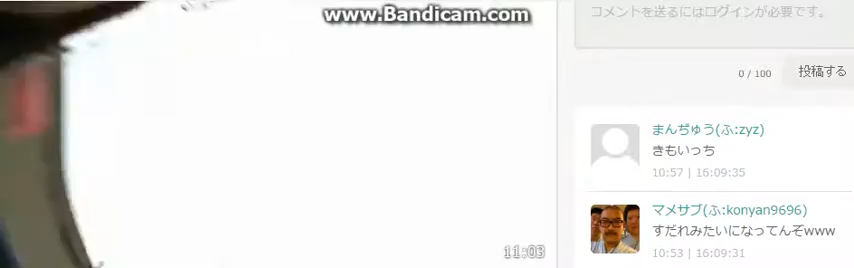 www.Bandicam.com
コメントを送るにはログインが必要です。
0 / 100
投稿する
まんぢゅう(ふ:zyz)
きもいっち
10:57 | 16:09:35
マメサブ(ふ:konyan9696)
すだれみたいになってんぞwww
10:53 | 16:09:31
11:03